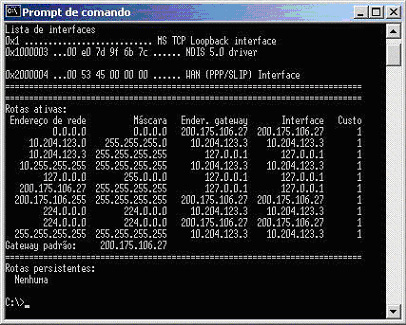 Prompt de comando
Lista de interfaces
0x1 ........................... MS TCP Loopback interface
0x1000003 ...00 e0 7d 9f 6b 7c ...... NDIS 5.0 driver
0x2000004 ...00 53 45 00 00 00 ...... WAN (PPP/SLIP) Interface
===========================================================================
===========================================================================
Rotas ativas:
Endereço de rede Máscara Ender. gateway Interface Custo
0.0.0.0 0.0.0.0 200.175.106.27 200.175.106.27 1
10.204.123.0 255.255.255.0 10.204.123.3 10.204.123.3 1
10.204.123.3 255.255.255.255 127.0.0.1 127.0.0.1 1
10.255.255.255 255.255.255.255 10.204.123.3 10.204.123.3 1
127.0.0.0 255.0.0.0 127.0.0.1 127.0.0.1 1
200.175.106.27 255.255.255.255 127.0.0.1 127.0.0.1 1
200.175.106.255 255.255.255.255 200.175.106.27 200.175.106.27 1
224.0.0.0 224.0.0.0 10.204.123.3 10.204.123.3 1
224.0.0.0 224.0.0.0 200.175.106.27 200.175.106.27 1
255.255.255.255 255.255.255.255 10.204.123.3 10.204.123.3 1
Gateway padrão: 200.175.106.27
===========================================================================
Rotas persistentes:
Nenhuma
C:\>_